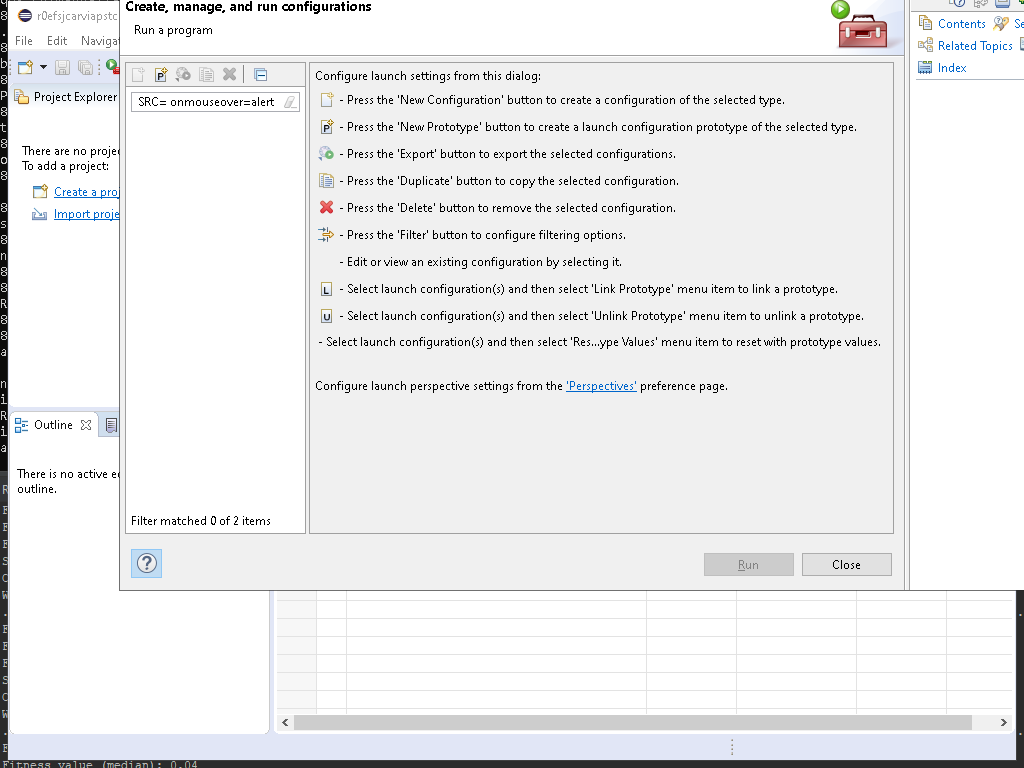 Create, manage, and run configurations
Run a program
r0efsjcarviapstc
File Edit Navigat
Project Explorer
There are no projec
To add a project:
Create a proj
Import proje
SRC= onmouseover=alert
Filter matched 0 of 2 items
Configure launch settings from this dialog:
- Press the 'New Configuration' button to create a configuration of the selected type.
- Press the 'New Prototype' button to create a launch configuration prototype of the selected type.
- Press the 'Export' button to export the selected configurations.
- Press the 'Duplicate' button to copy the selected configuration.
- Press the 'Delete' button to remove the selected configuration.
- Press the 'Filter' button to configure filtering options.
- Edit or view an existing configuration by selecting it.
L - Select launch configuration(s) and then select 'Link Prototype' menu item to link a prototype.
U - Select launch configuration(s) and then select 'Unlink Prototype' menu item to unlink a prototype.
- Select launch configuration(s) and then select 'Res...ype Values' menu item to reset with prototype values.
Configure launch perspective settings from the 'Perspectives' preference page.
Run
Close
Contents
Se
Related Topics
Index
Outline
There is no active ed
outline.
Fitness value (median): 0.04